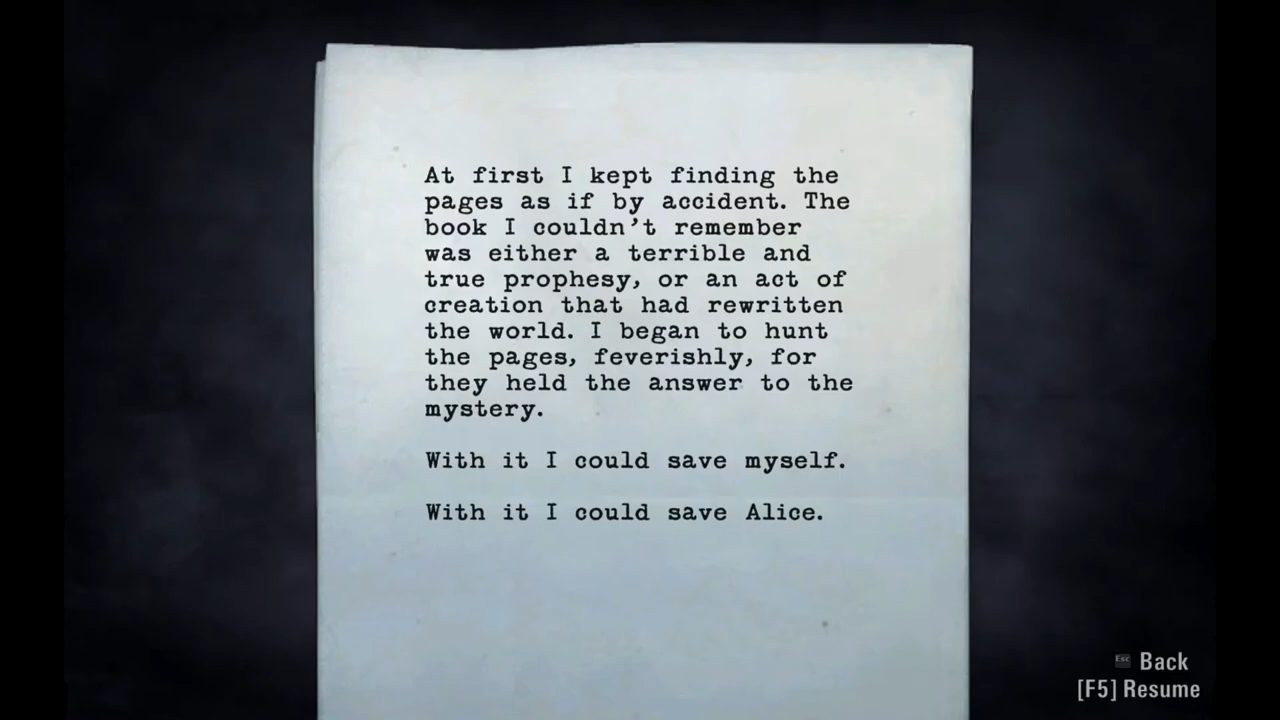 At first I kept finding the
pages as if by accident. The
book I couldn’t remember
was either a terrible and
true prophesy, or an act of
creation that had rewritten
the world. I began to hunt
the pages, feverishly, for
they held the answer to the
mystery.
With it I could save myself.
With it I could save Alice.
Esc Back
[F5] Resume